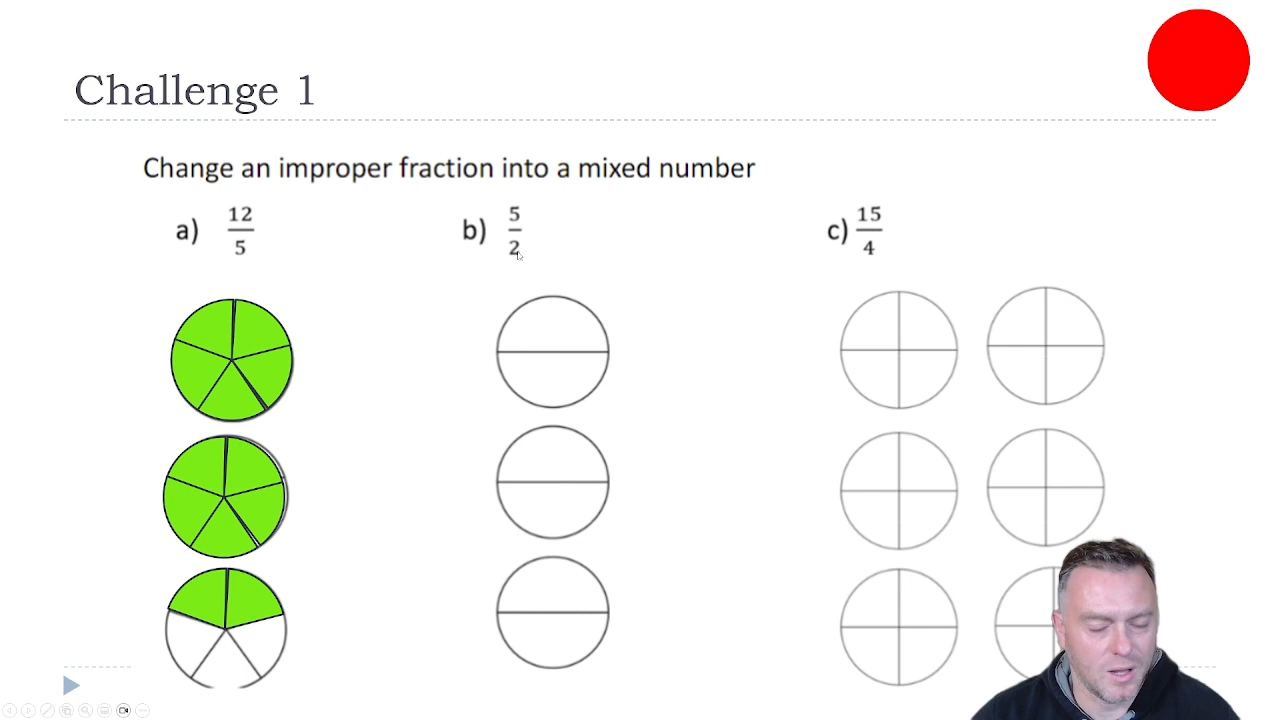 Challenge 1
Change an improper fraction into a mixed number
a) 12/5 b) 5/2 c) 15/4